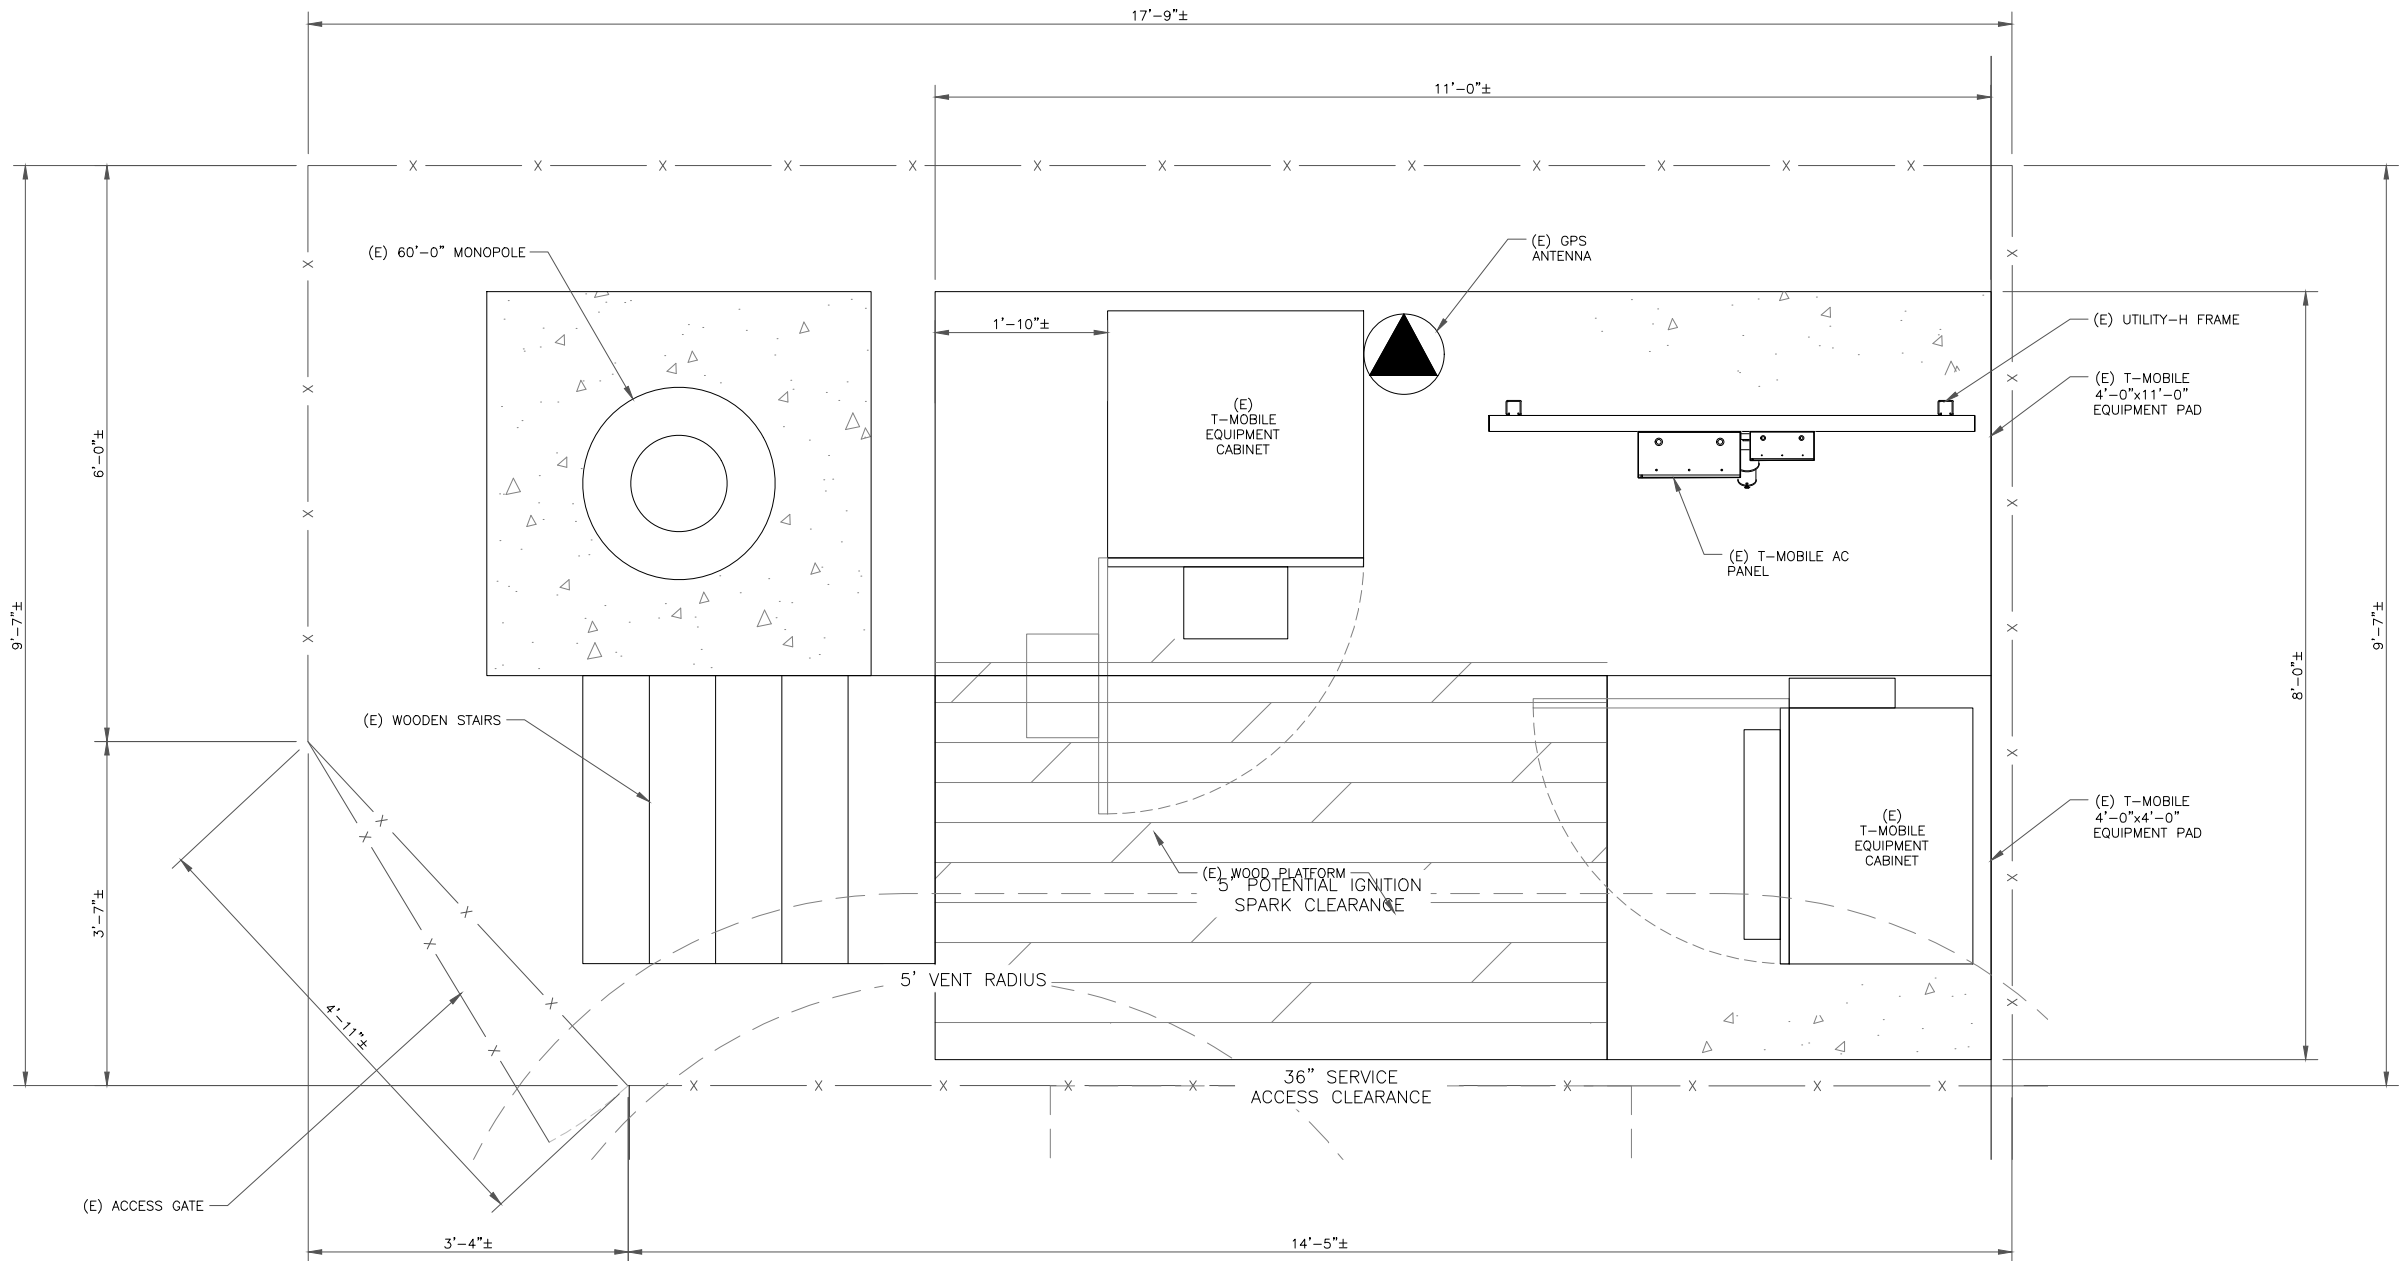 17'-9"±
11'-0"±
(E) 60'-0" MONOPOLE
(E) GPS
ANTENNA
1'-10"±
(E) UTILITY-H FRAME
(E) T-MOBILE
4'-0"x11'-0"
EQUIPMENT PAD
(E)
T-MOBILE
EQUIPMENT
CABINET
6'-0"±
(E) T-MOBILE AC
PANEL
9'-7"±
9'-7"±
8'-0"±
(E) WOODEN STAIRS
(E) T-MOBILE
4'-0"x4'-0"
EQUIPMENT PAD
(E)
T-MOBILE
EQUIPMENT
CABINET
(E) WOOD PLATFORM
5' POTENTIAL IGNITION
SPARK CLEARANCE
3'-7"±
5' VENT RADIUS
4'-11"±
36" SERVICE
ACCESS CLEARANCE
(E) ACCESS GATE
3'-4"±
14'-5"±